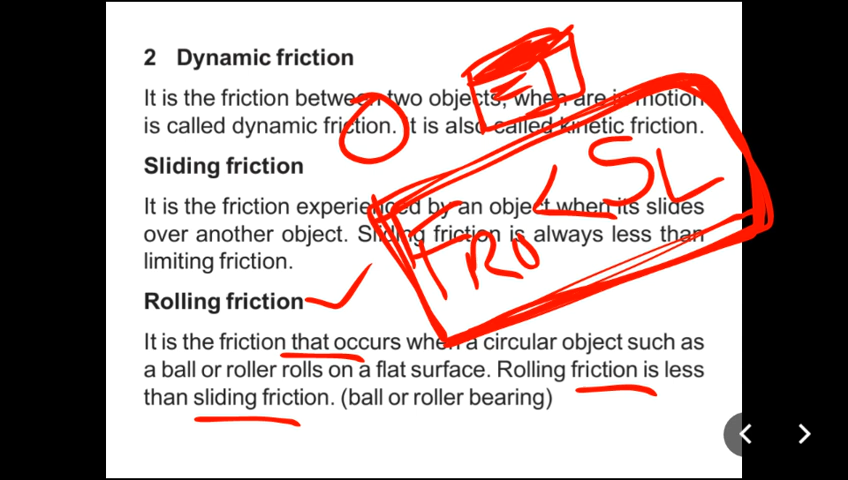 2 Dynamic friction
It is the friction between two objects, when are in motion
is called dynamic friction. It is also called kinetic friction.
Sliding friction
It is the friction experienced by an object when its slides
over another object. Sliding friction is always less than
limiting friction.
Rolling friction
It is the friction that occurs when a circular object such as
a ball or roller rolls on a flat surface. Rolling friction is less
than sliding friction. (ball or roller bearing)
FRO < SL